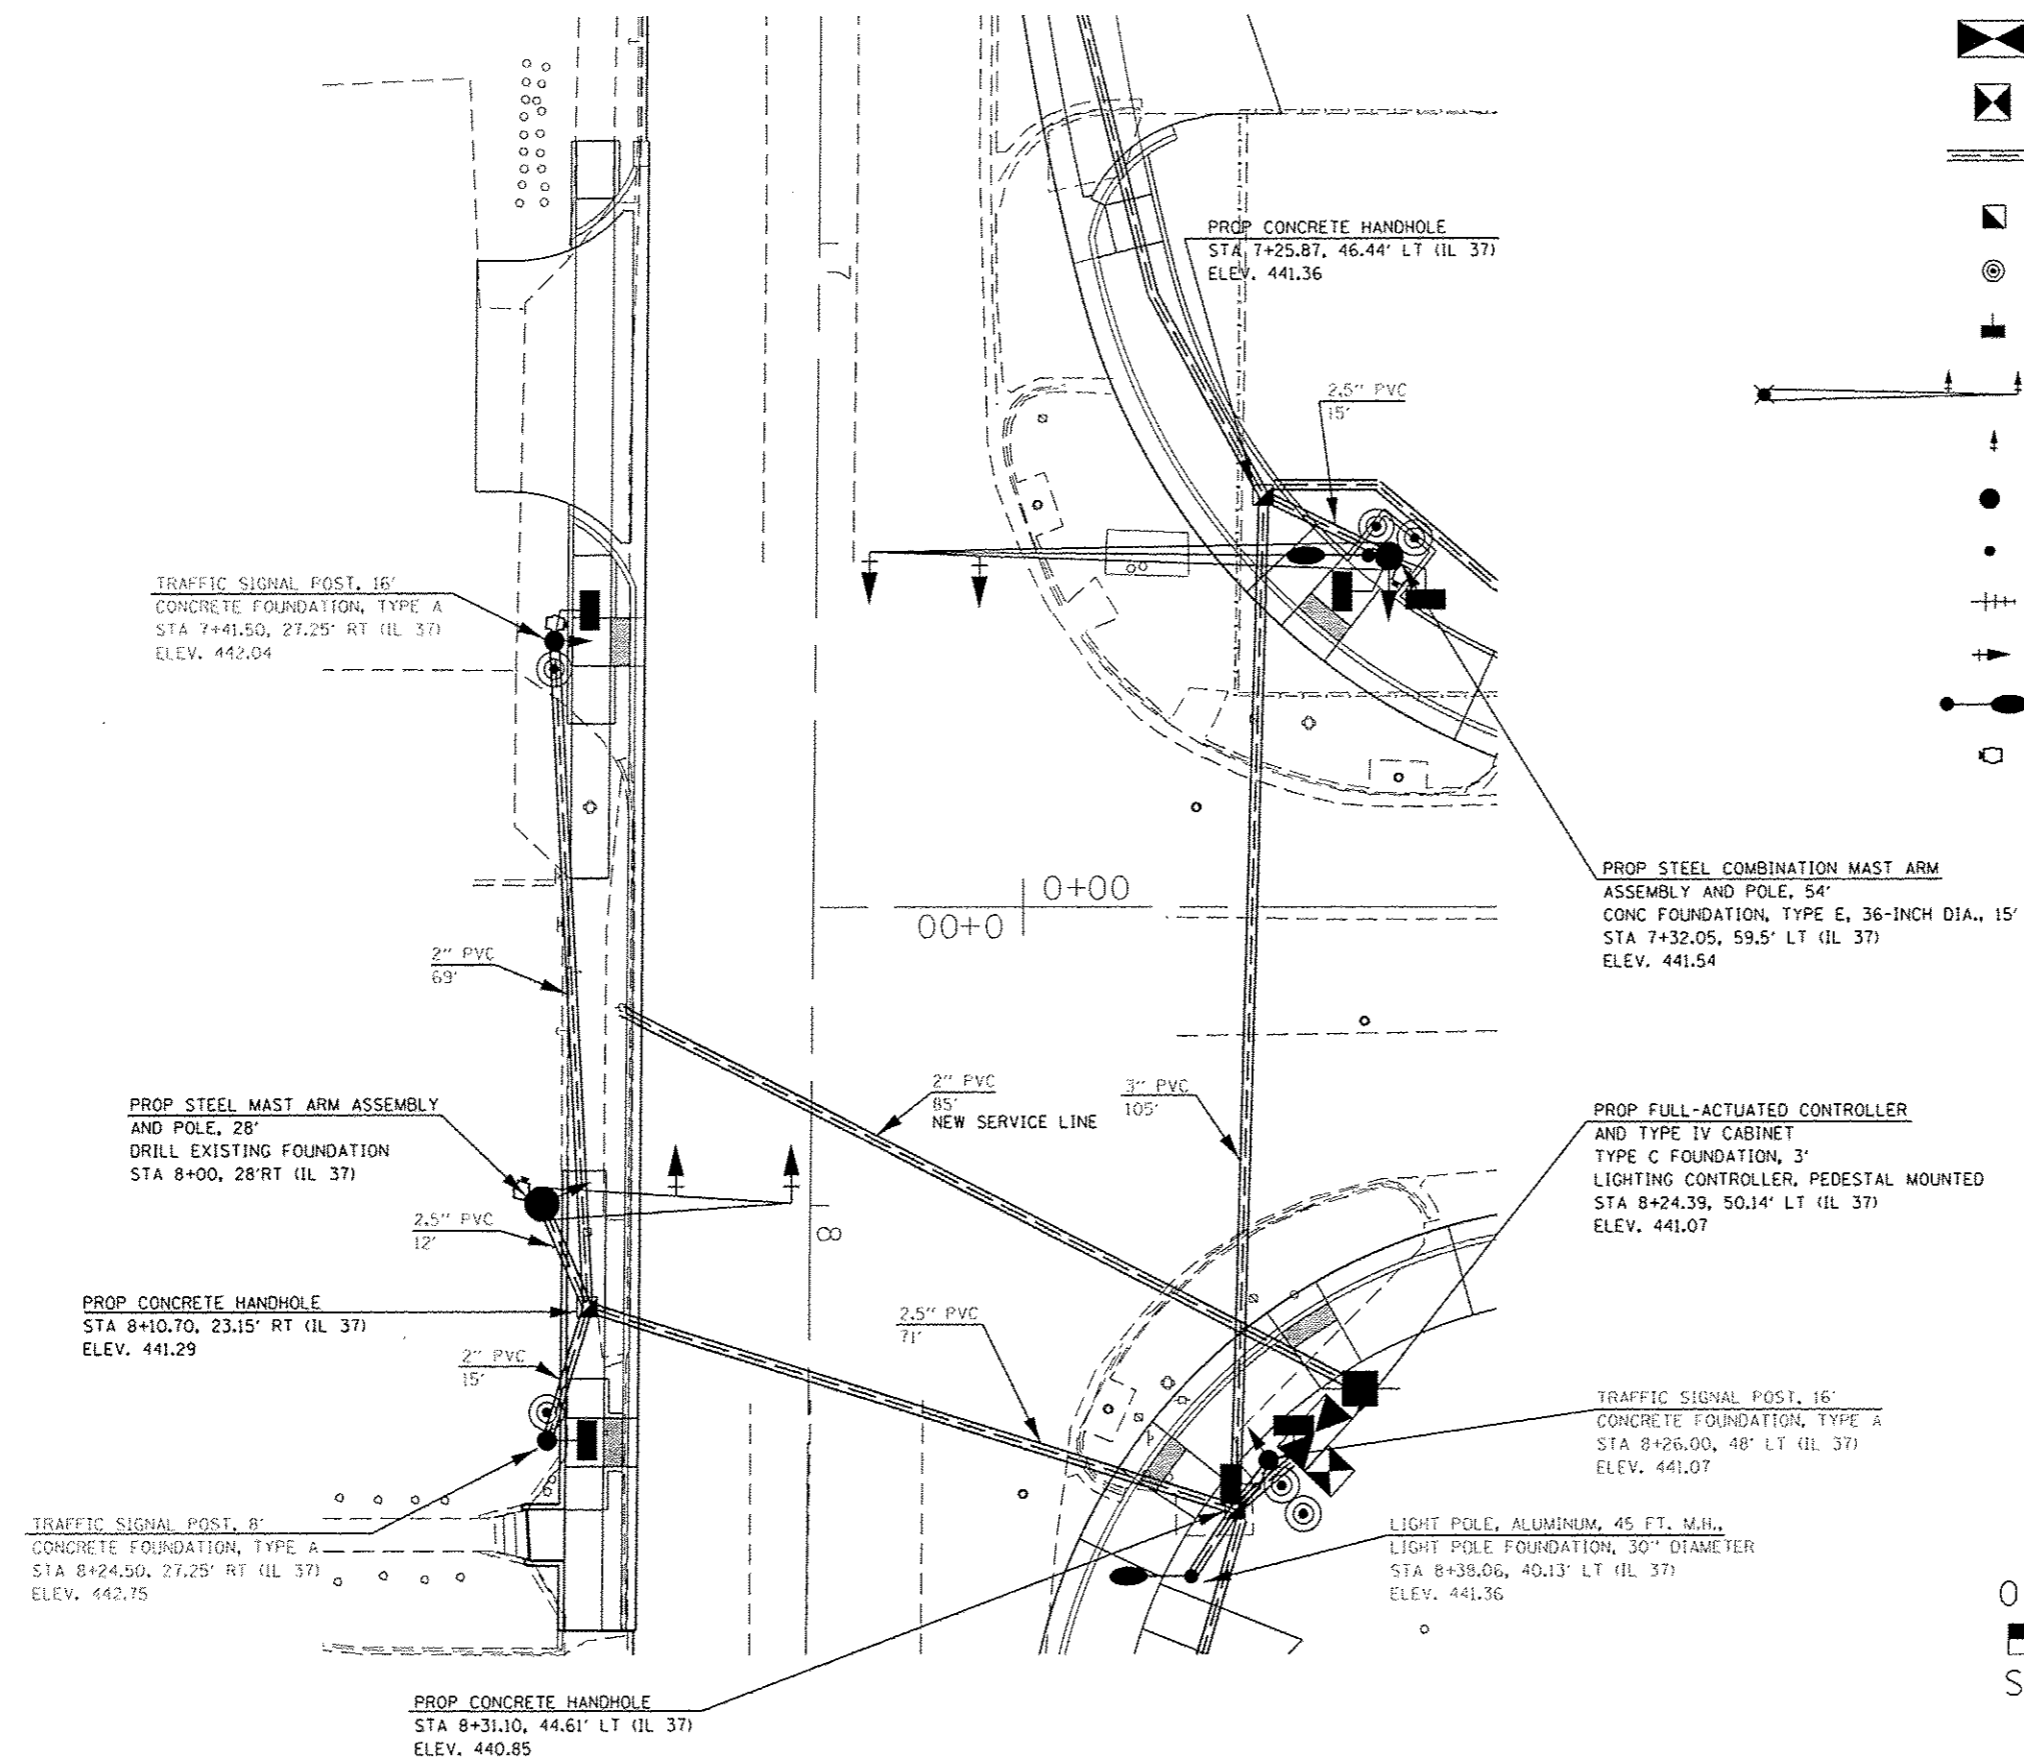 PROP CONCRETE HANDHOLE
STA 7+25.87, 46.44' LT (IL 37)
ELEV. 441.36
7
2.5" PVC
15'
TRAFFIC SIGNAL POST, 16'
CONCRETE FOUNDATION, TYPE A
STA 7+41.50, 27.25' RT (IL 37)
ELEV. 442.04
PROP STEEL COMBINATION MAST ARM
ASSEMBLY AND POLE, 54'
CONC FOUNDATION, TYPE E, 36-INCH DIA., 15'
STA 7+32.05, 59.5' LT (IL 37)
ELEV. 441.54
0+00
00+0
2" PVC
69'
2" PVC
85'
NEW SERVICE LINE
3" PVC
105'
PROP STEEL MAST ARM ASSEMBLY
AND POLE, 28'
DRILL EXISTING FOUNDATION
STA 8+00, 28'RT (IL 37)
PROP FULL-ACTUATED CONTROLLER
AND TYPE IV CABINET
TYPE C FOUNDATION, 3'
LIGHTING CONTROLLER, PEDESTAL MOUNTED
STA 8+24.39, 50.14' LT (IL 37)
ELEV. 441.07
2.5" PVC
12'
8
PROP CONCRETE HANDHOLE
STA 8+10.70, 23.15' RT (IL 37)
ELEV. 441.29
2.5" PVC
71'
2" PVC
15'
TRAFFIC SIGNAL POST, 16'
CONCRETE FOUNDATION, TYPE A
STA 8+26.00, 48' LT (IL 37)
ELEV. 441.07
TRAFFIC SIGNAL POST, 8'
CONCRETE FOUNDATION, TYPE A
STA 8+24.50, 27.25' RT (IL 37)
ELEV. 442.75
LIGHT POLE, ALUMINUM, 45 FT. M.H.,
LIGHT POLE FOUNDATION, 30" DIAMETER
STA 8+38.06, 40.13' LT (IL 37)
ELEV. 441.36
0
S
PROP CONCRETE HANDHOLE
STA 8+31.10, 44.61' LT (IL 37)
ELEV. 440.85